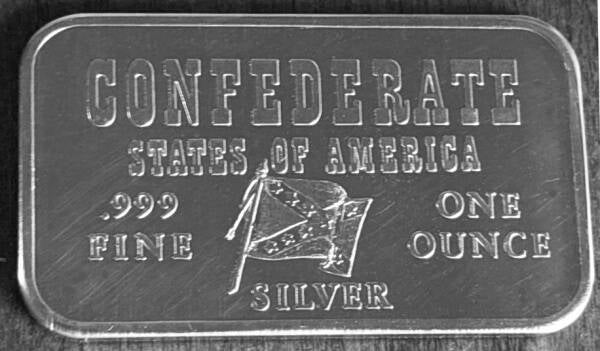 CONFEDERATE
STATES OF AMERICA
.999 ONE
FINE OUNCE
SILVER